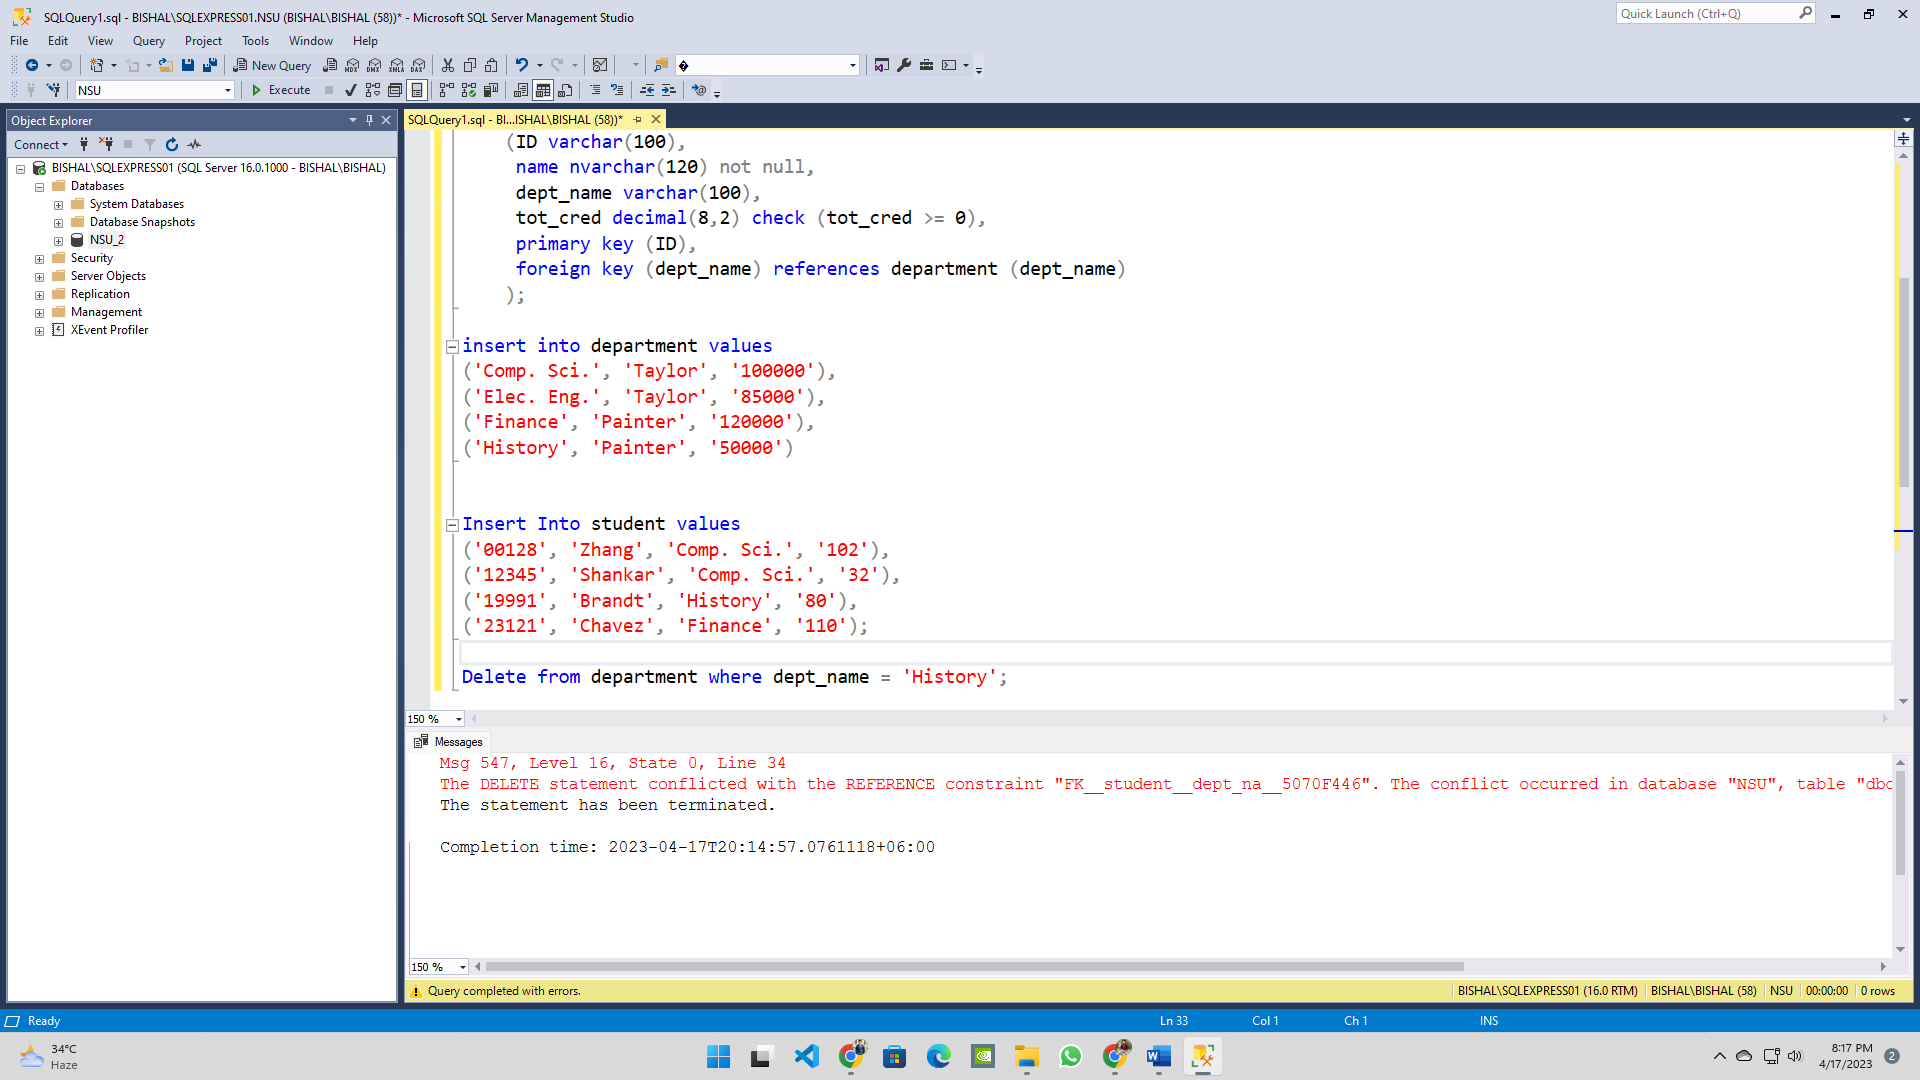 SQLQuery1.sql - BISHAL\SQLEXPRESS01.NSU (BISHAL\BISHAL (58))* - Microsoft SQL Server Management Studio
Quick Launch (Ctrl+Q)
File Edit View Query Project Tools Window Help
New Query
MDX DMX XMLA DAX
NSU
Execute
Object Explorer
SQLQuery1.sql - BI...ISHAL\BISHAL (58))*
Connect
BISHAL\SQLEXPRESS01 (SQL Server 16.0.1000 - BISHAL\BISHAL)
Databases
System Databases
Database Snapshots
NSU_2
Security
Server Objects
Replication
Management
XEvent Profiler
(ID varchar(100),
name nvarchar(120) not null,
dept_name varchar(100),
tot_cred decimal(8,2) check (tot_cred >= 0),
primary key (ID),
foreign key (dept_name) references department (dept_name)
);
insert into department values
('Comp. Sci.', 'Taylor', '100000'),
('Elec. Eng.', 'Taylor', '85000'),
('Finance', 'Painter', '120000'),
('History', 'Painter', '50000')
Insert Into student values
('00128', 'Zhang', 'Comp. Sci.', '102'),
('12345', 'Shankar', 'Comp. Sci.', '32'),
('19991', 'Brandt', 'History', '80'),
('23121', 'Chavez', 'Finance', '110');
Delete from department where dept_name = 'History';
150 %
Messages
Msg 547, Level 16, State 0, Line 34
The DELETE statement conflicted with the REFERENCE constraint "FK__student__dept_na__5070F446". The conflict occurred in database "NSU", table "dbo
The statement has been terminated.
Completion time: 2023-04-17T20:14:57.0761118+06:00
150 %
Query completed with errors.
BISHAL\SQLEXPRESS01 (16.0 RTM) BISHAL\BISHAL (58) NSU 00:00:00 0 rows
Ready
Ln 33 Col 1 Ch 1 INS
34°C
Haze
8:17 PM
4/17/2023
2